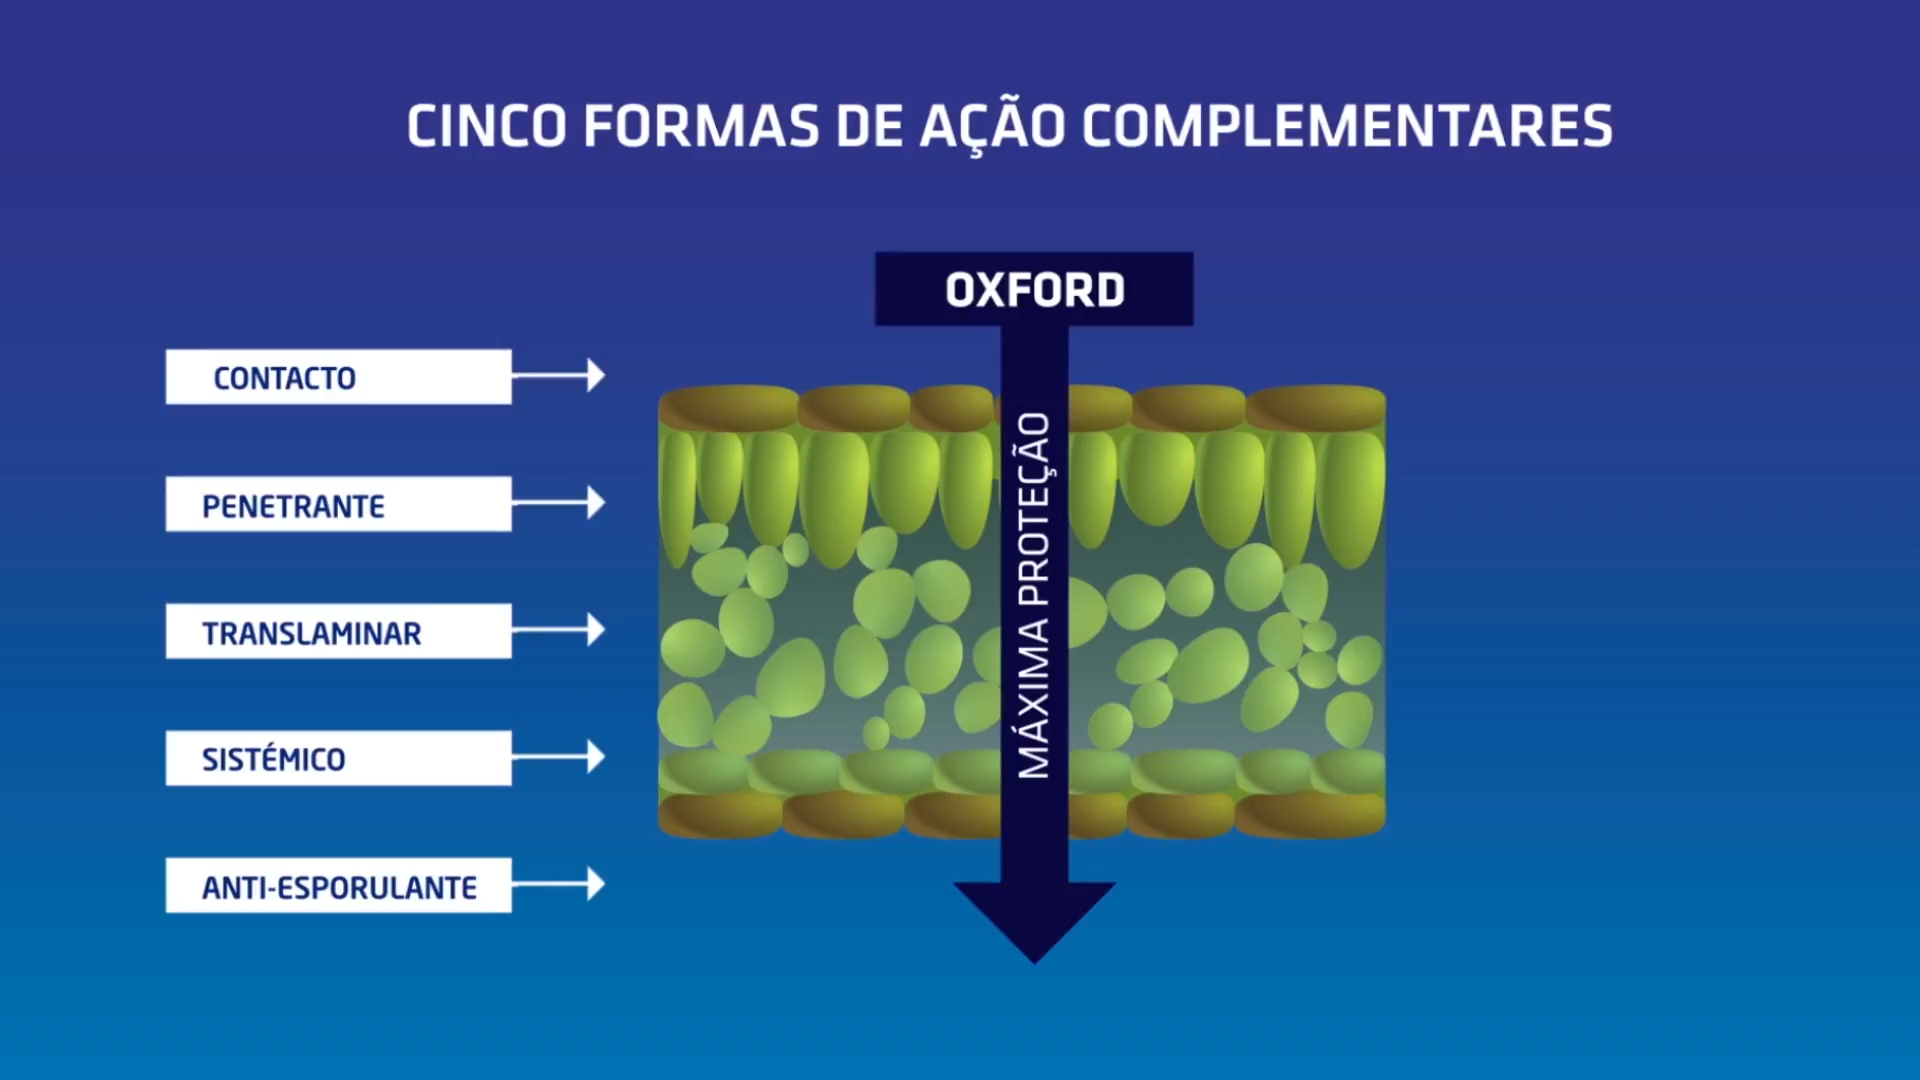 CINCO FORMAS DE AÇÃO COMPLEMENTARES
OXFORD
CONTACTO
PENETRANTE
TRANSLAMINAR
SISTÉMICO
ANTI-ESPORULANTE
MÁXIMA PROTEÇÃO